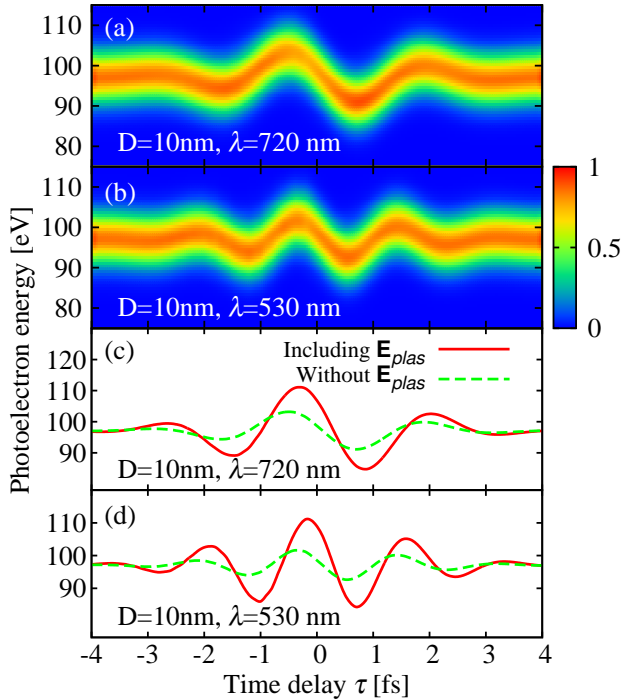 (a)
110
100
90
80
D=10nm, λ=720 nm
(b)
110
100
90
80
D=10nm, λ=530 nm
1
0.5
0
(c)
Including E_plas
Without E_plas
120
110
100
90
D=10nm, λ=720 nm
(d)
110
100
90
D=10nm, λ=530 nm
-4 -3 -2 -1 0 1 2 3 4
Time delay τ [fs]
Photoelectron energy [eV]